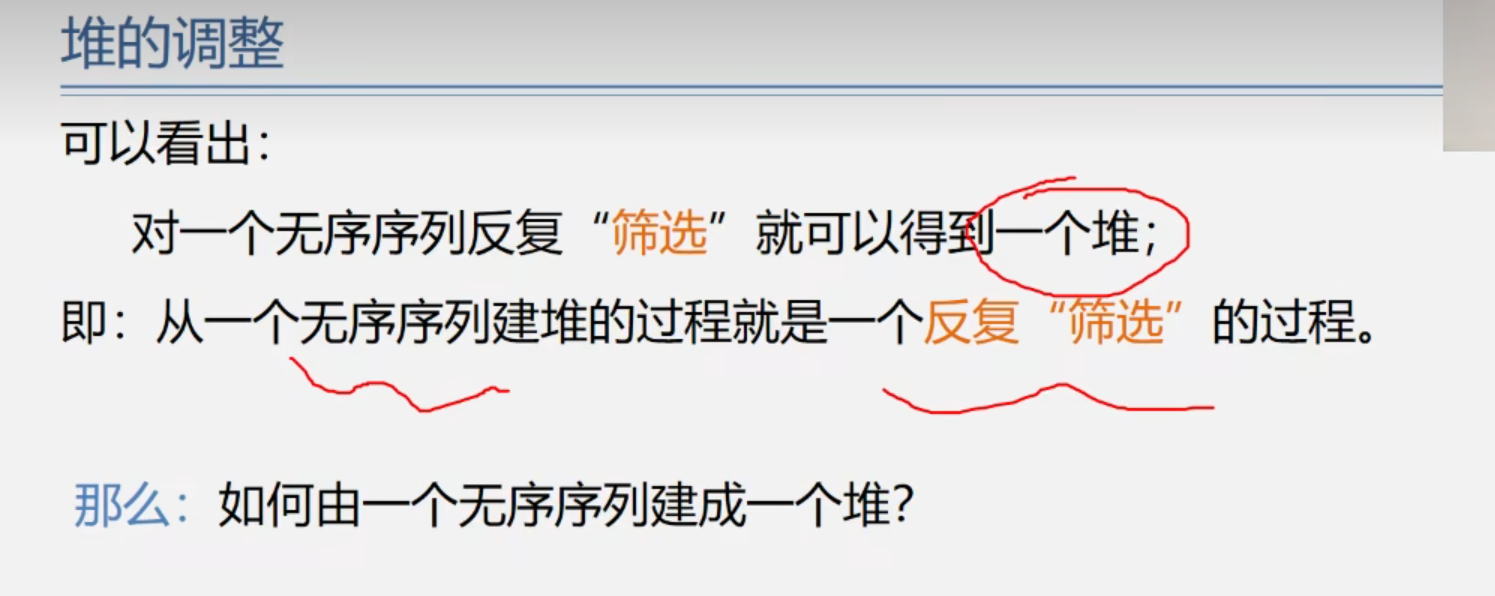 堆的调整
可以看出：
对一个无序序列反复“筛选”就可以得到一个堆；
即：从一个无序序列建堆的过程就是一个反复“筛选”的过程。
那么：如何由一个无序序列建成一个堆？